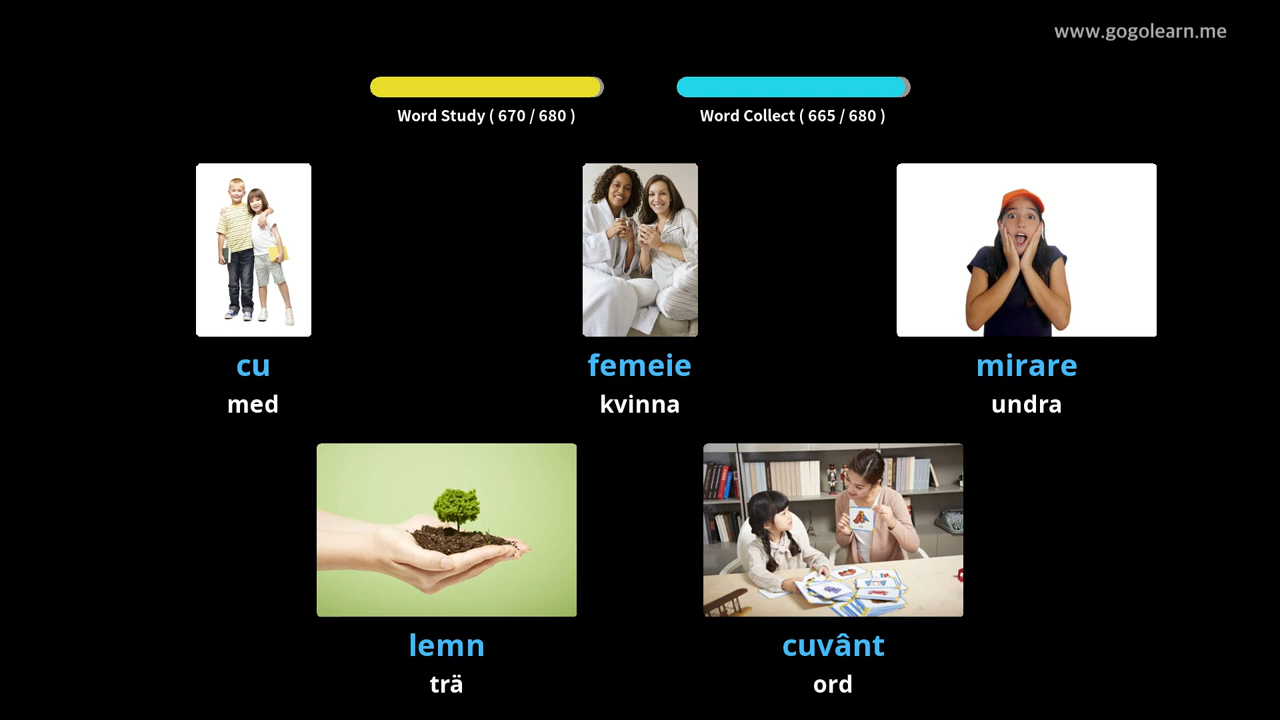 www.gogolearn.me
Word Study ( 670 / 680 )
Word Collect ( 665 / 680 )
cu
med
femeie
kvinna
mirare
undra
lemn
trä
cuvânt
ord